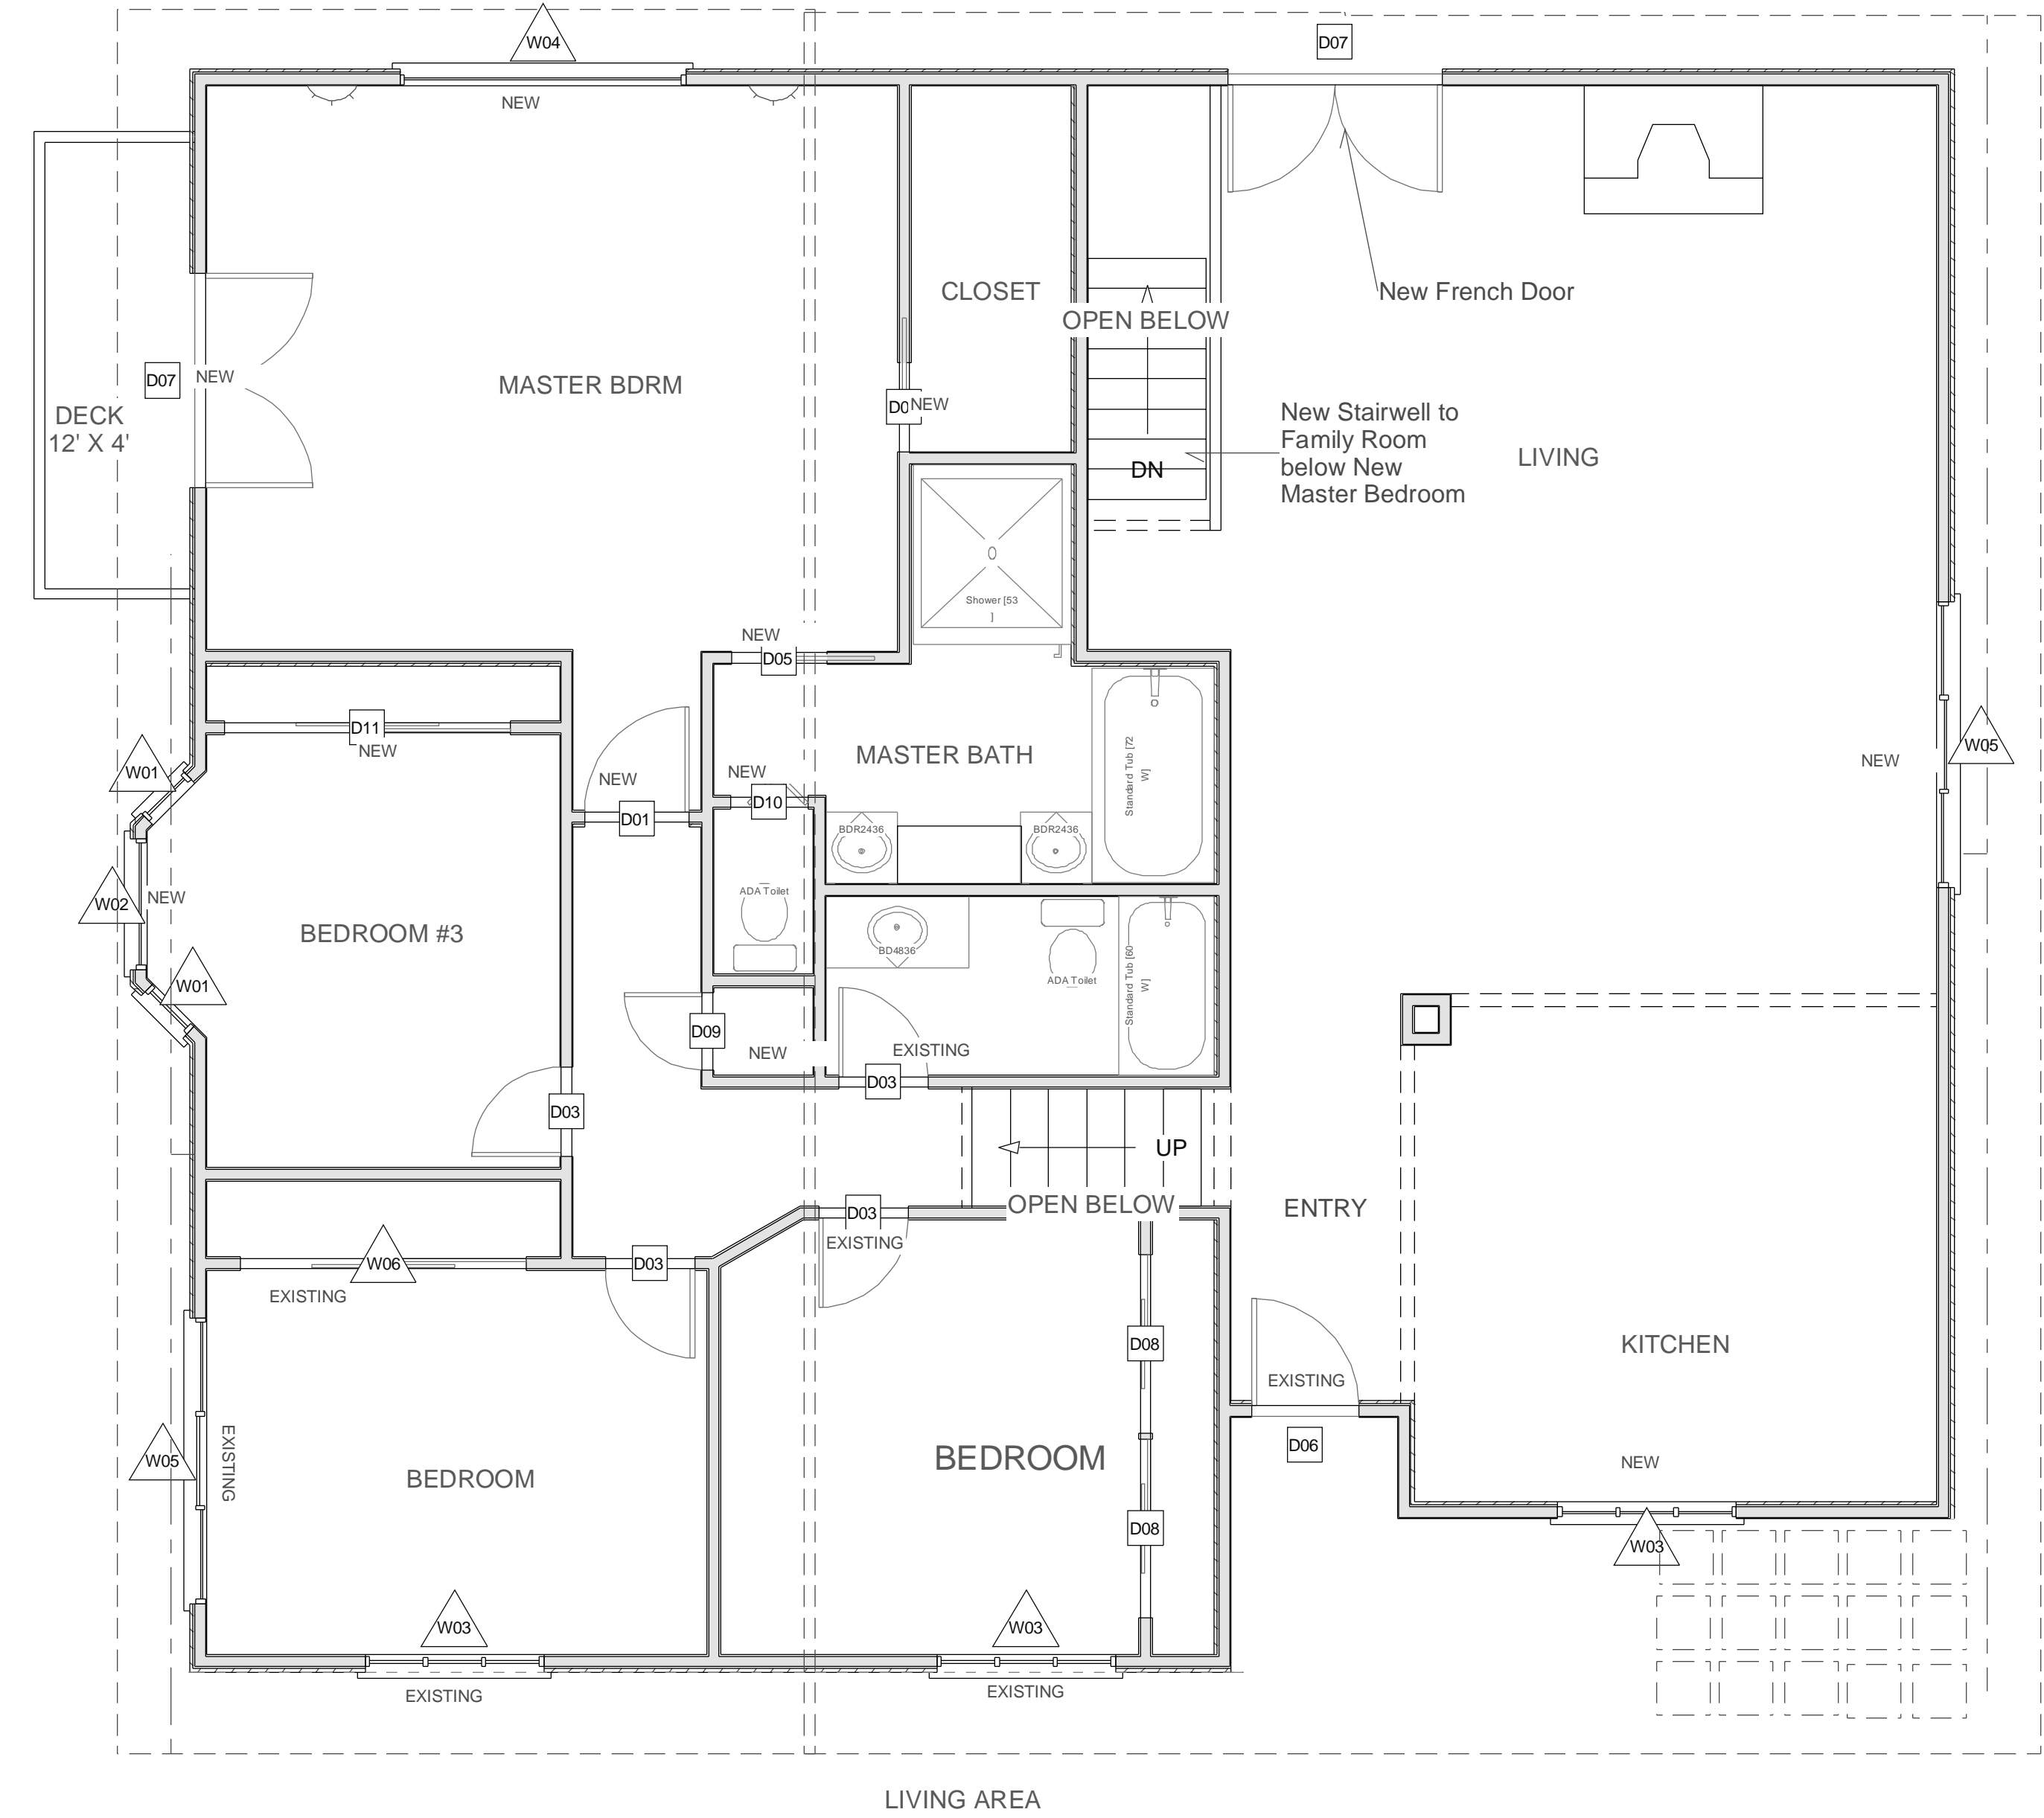 W04
D07
NEW
CLOSET
New French Door
OPEN BELOW
D07
NEW
MASTER BDRM
D0
NEW
DECK
12' X 4'
New Stairwell to
Family Room
below New
Master Bedroom
LIVING
DN
Shower [53
]
NEW
D05
D11
NEW
W01
NEW
D01
NEW
D10
MASTER BATH
Standard Tub [72
W]
NEW
W05
BDR2436
BDR2436
W02
NEW
ADA Toilet
BEDROOM #3
BD4836
W01
ADA Toilet
Standard Tub [60
W]
D09
NEW
EXISTING
D03
D03
UP
OPEN BELOW
ENTRY
D03
EXISTING
W06
D03
EXISTING
D08
KITCHEN
EXISTING
D06
NEW
W05
EXISTING
BEDROOM
BEDROOM
D08
W03
W03
W03
EXISTING
EXISTING
LIVING AREA